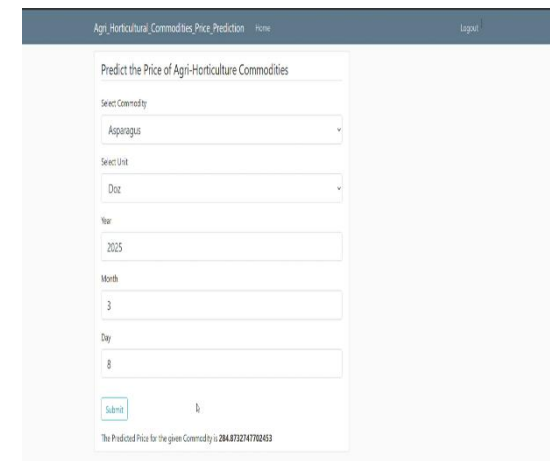 Agri_Horticultural_Commodities_Price_Prediction Home Logout
Predict the Price of Agri-Horticulture Commodities
Select Commodity
Asparagus
Select Unit
Doz
Year
2025
Month
3
Day
8
Submit
The Predicted Price for the given Commodity is 284.8732747702453